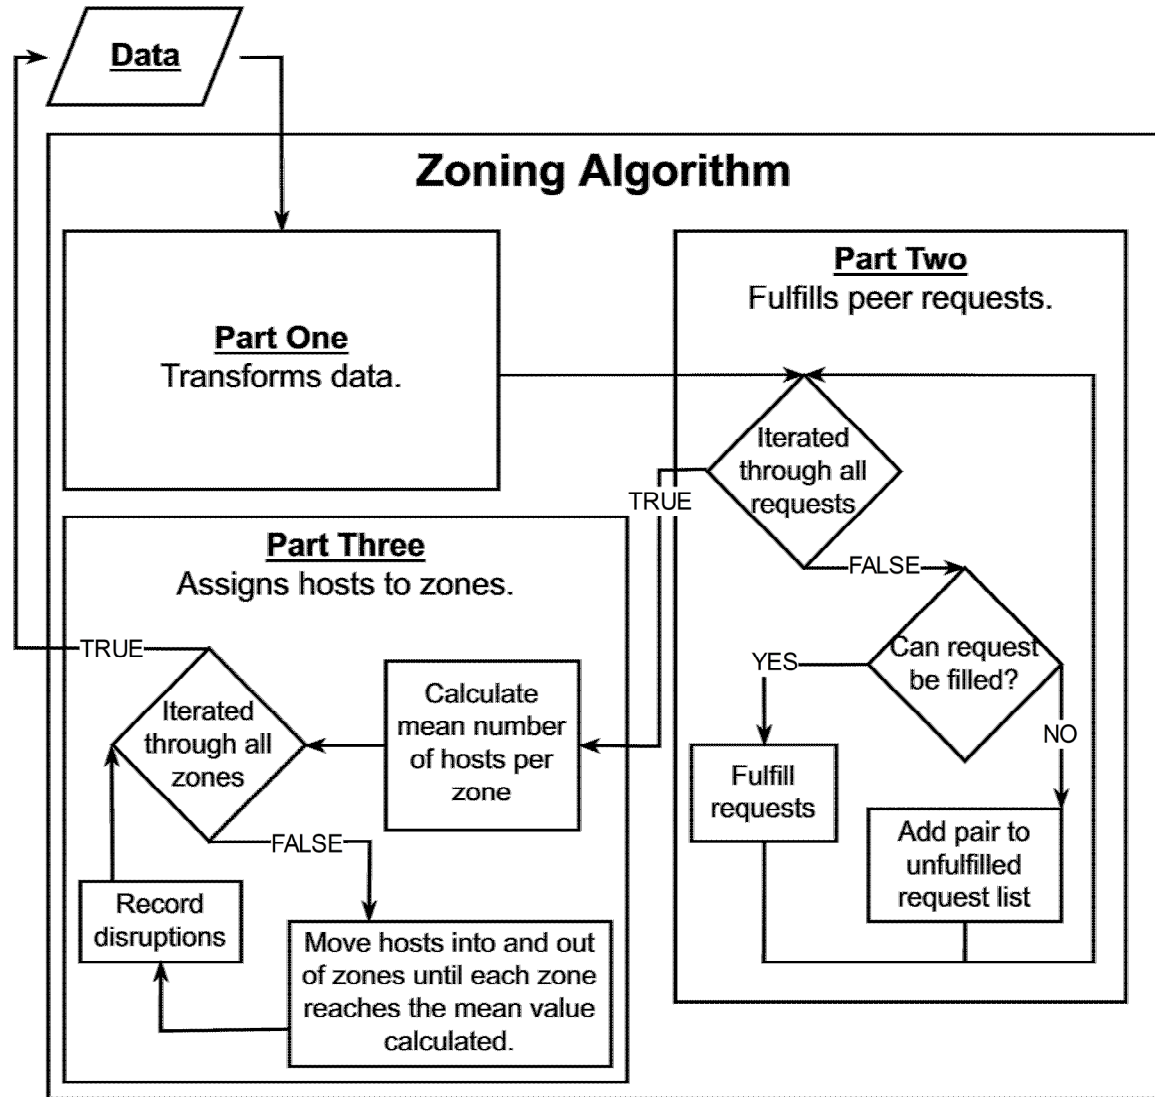 Data
Zoning Algorithm
Part One
Transforms data.
Part Two
Fulfills peer requests.
Iterated
through all
requests
TRUE
FALSE
Can request
be filled?
YES
NO
Fulfill
requests
Add pair to
unfulfilled
request list
Part Three
Assigns hosts to zones.
TRUE
Iterated
through all
zones
Calculate
mean number
of hosts per
zone
FALSE
Record
disruptions
Move hosts into and out
of zones until each zone
reaches the mean value
calculated.